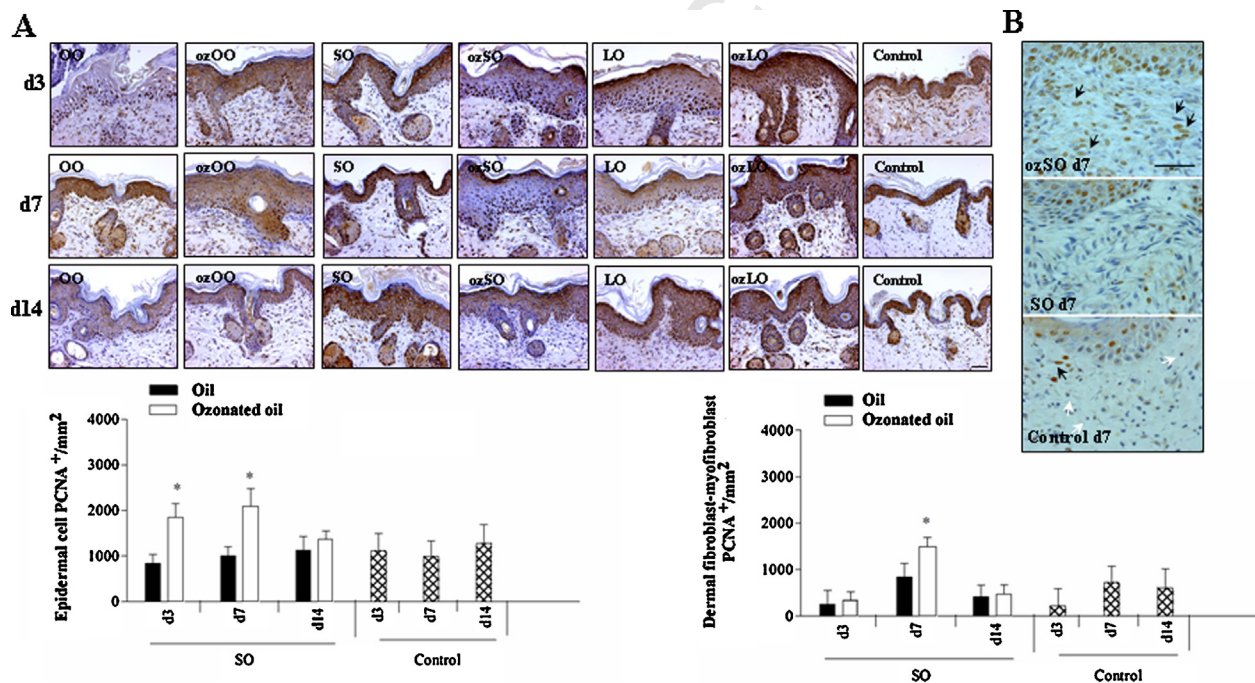 A
B
OO
ozOO
SO
ozSO
LO
ozLO
Control
d3
OO
ozOO
SO
ozSO
LO
ozLO
Control
d7
OO
ozOO
SO
ozSO
LO
ozLO
Control
d14
ozSO d7
SO d7
Control d7
Oil
Ozonated oil
Epidermal cell PCNA +/mm2
4000
3000
2000
1000
0
*
*
d3
d7
d14
d3
d7
d14
SO
Control
Oil
Ozonated oil
Dermal fibroblast-myofibroblast
PCNA +/mm2
4000
3000
2000
1000
0
*
d3
d7
d14
d3
d7
d14
SO
Control